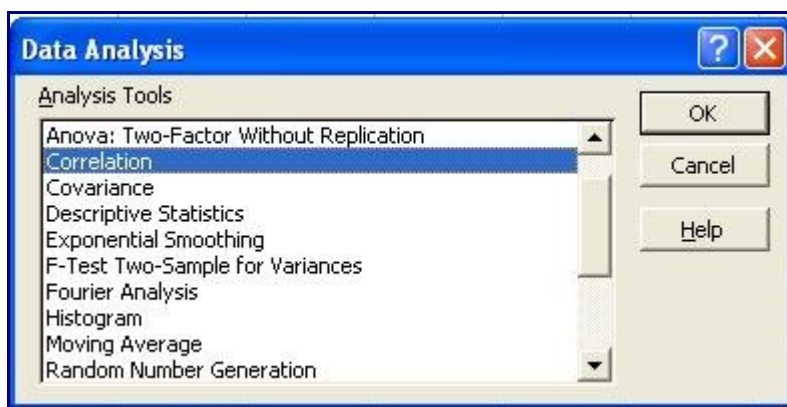 Data Analysis
Analysis Tools
Anova: Two-Factor Without Replication
Correlation
Covariance
Descriptive Statistics
Exponential Smoothing
F-Test Two-Sample for Variances
Fourier Analysis
Histogram
Moving Average
Random Number Generation
OK
Cancel
Help